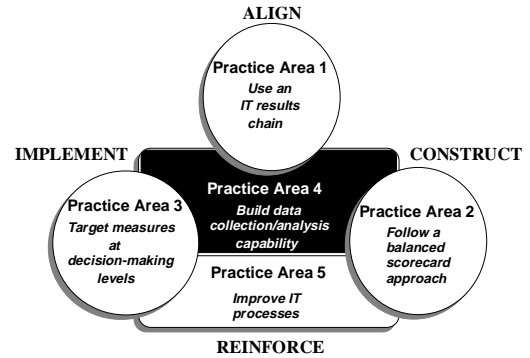 ALIGN
Practice Area 1
Use an
IT results
chain
IMPLEMENT
CONSTRUCT
Practice Area 4
Build data
collection/analysis
capability
Practice Area 3
Target measures
at
decision-making
levels
Practice Area 2
Follow a
balanced
scorecard
approach
Practice Area 5
Improve IT
processes
REINFORCE